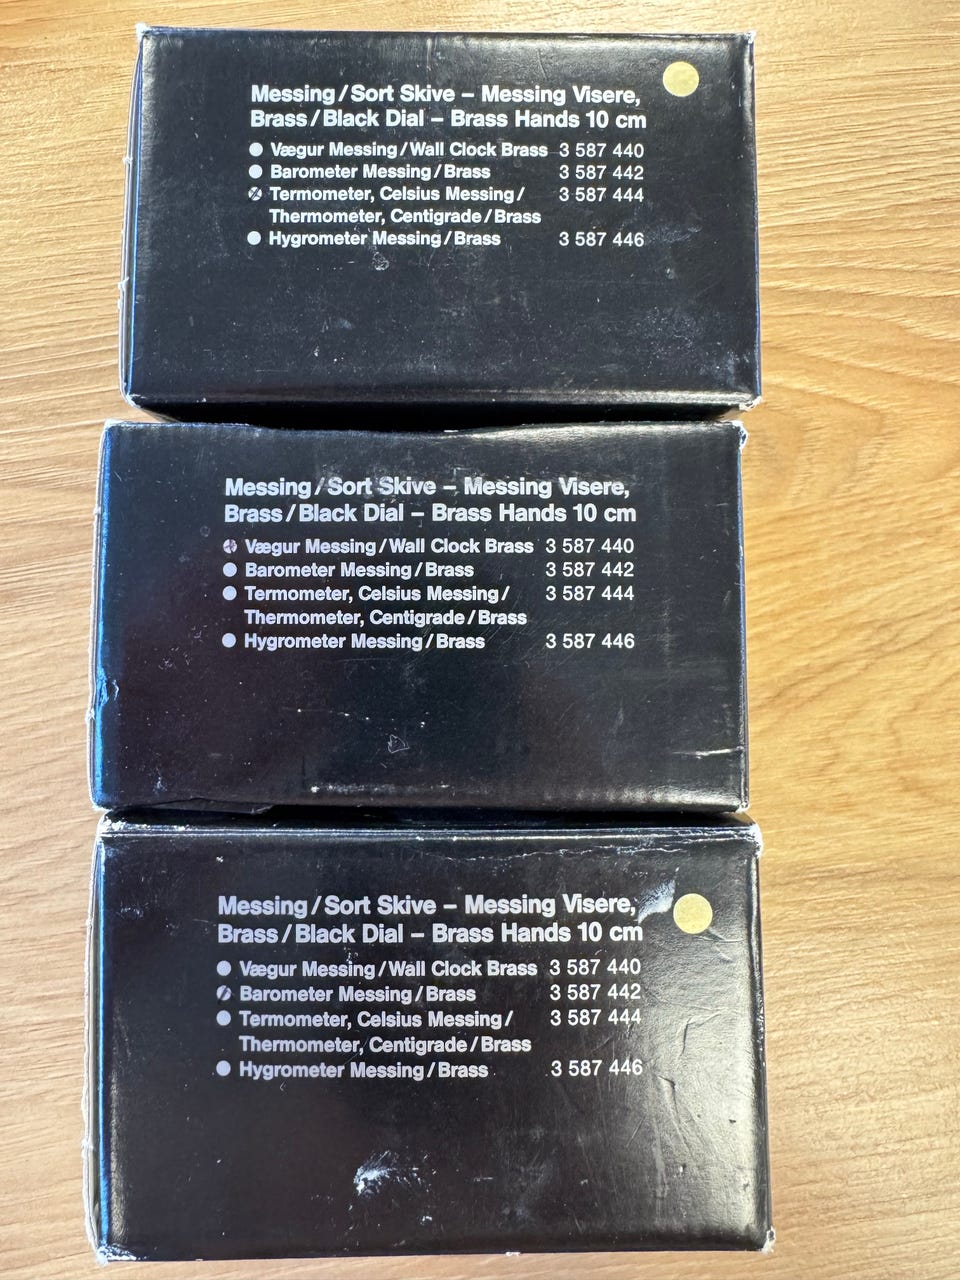 Messing / Sort Skive – Messing Visere,
Brass / Black Dial – Brass Hands 10 cm
Vægur Messing / Wall Clock Brass 3 587 440
Barometer Messing / Brass 3 587 442
Termometer, Celsius Messing / 3 587 444
Thermometer, Centigrade / Brass
Hygrometer Messing / Brass 3 587 446
Messing / Sort Skive – Messing Visere,
Brass / Black Dial – Brass Hands 10 cm
Vægur Messing / Wall Clock Brass 3 587 440
Barometer Messing / Brass 3 587 442
Termometer, Celsius Messing / 3 587 444
Thermometer, Centigrade / Brass
Hygrometer Messing / Brass 3 587 446
Messing / Sort Skive – Messing Visere,
Brass / Black Dial – Brass Hands 10 cm
Vægur Messing / Wall Clock Brass 3 587 440
Barometer Messing / Brass 3 587 442
Termometer, Celsius Messing / 3 587 444
Thermometer, Centigrade / Brass
Hygrometer Messing / Brass 3 587 446